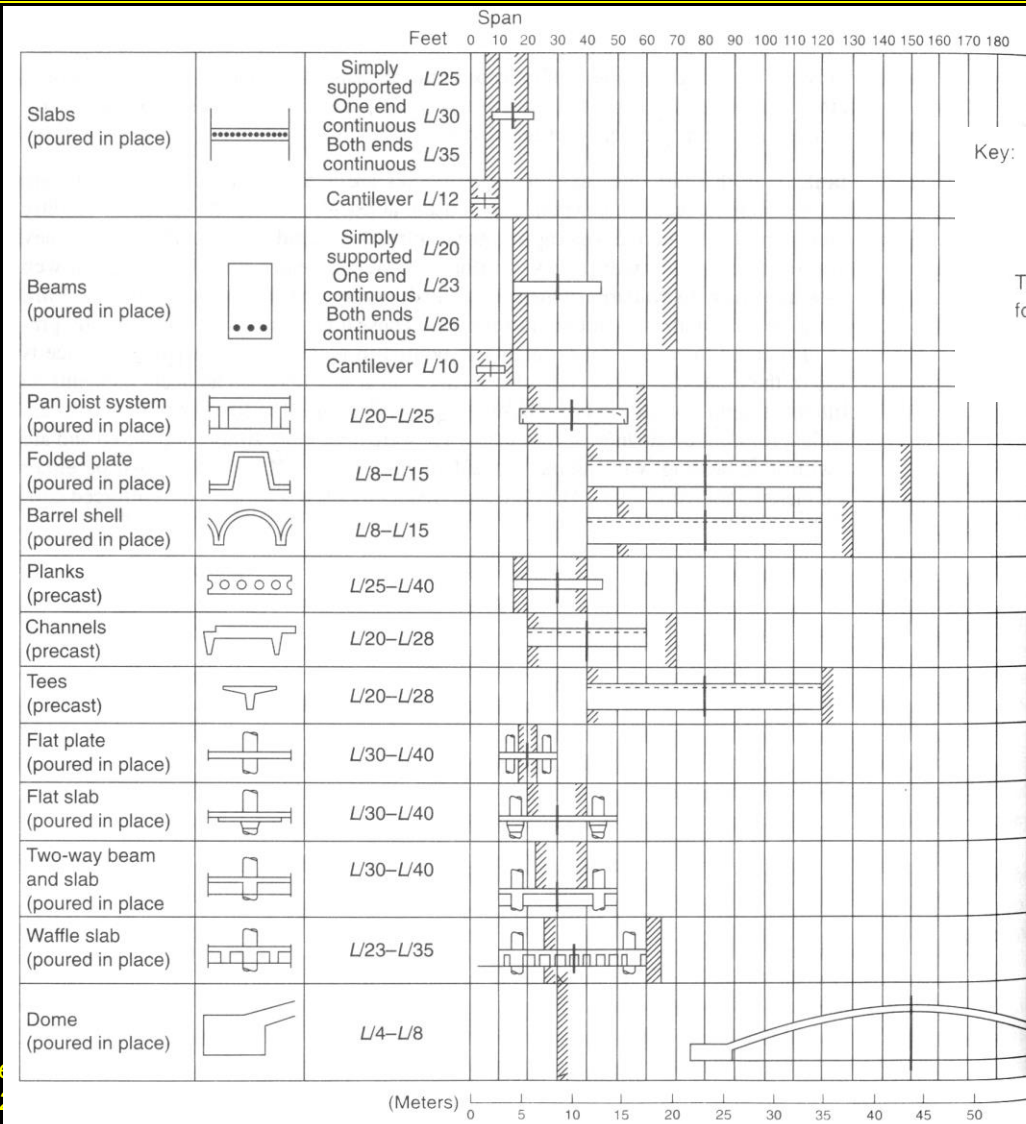 Span
Feet 0 10 20 30 40 50 60 70 80 90 100 110 120 130 140 150 160 170 180
Slabs
(poured in place)
Simply
supported L/25
One end
continuous L/30
Both ends
continuous L/35
Cantilever L/12
Key:
Beams
(poured in place)
Simply
supported L/20
One end
continuous L/23
Both ends
continuous L/26
Cantilever L/10
Pan joist system
(poured in place)
L/20–L/25
Folded plate
(poured in place)
L/8–L/15
Barrel shell
(poured in place)
L/8–L/15
Planks
(precast)
L/25–L/40
Channels
(precast)
L/20–L/28
Tees
(precast)
L/20–L/28
Flat plate
(poured in place)
L/30–L/40
Flat slab
(poured in place)
L/30–L/40
Two-way beam
and slab
(poured in place
L/30–L/40
Waffle slab
(poured in place)
L/23–L/35
Dome
(poured in place)
L/4–L/8
(Meters) 0 5 10 15 20 25 30 35 40 45 50